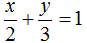 x/2 + y/3 = 1